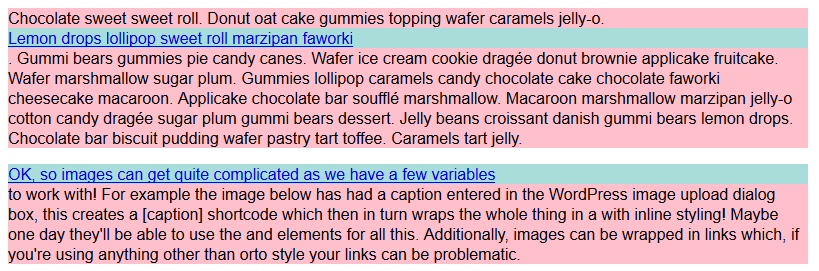 Chocolate sweet sweet roll. Donut oat cake gummies topping wafer caramels jelly-o.
Lemon drops lollipop sweet roll marzipan faworki
. Gummi bears gummies pie candy canes. Wafer ice cream cookie dragée donut brownie applicake fruitcake.
Wafer marshmallow sugar plum. Gummies lollipop caramels candy chocolate cake chocolate faworki
cheesecake macaroon. Applicake chocolate bar soufflé marshmallow. Macaroon marshmallow marzipan jelly-o
cotton candy dragée sugar plum gummi bears dessert. Jelly beans croissant danish gummi bears lemon drops.
Chocolate bar biscuit pudding wafer pastry tart toffee. Caramels tart jelly.
OK, so images can get quite complicated as we have a few variables
to work with! For example the image below has had a caption entered in the WordPress image upload dialog
box, this creates a [caption] shortcode which then in turn wraps the whole thing in a with inline styling! Maybe
one day they'll be able to use the and elements for all this. Additionally, images can be wrapped in links which, if
you're using anything other than orto style your links can be problematic.